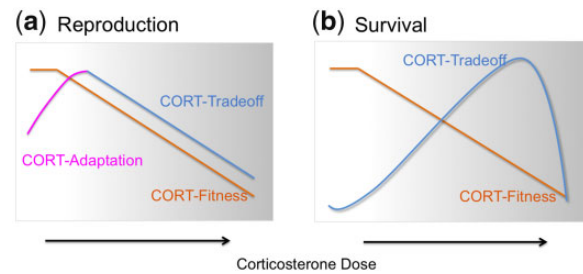 (a) Reproduction
CORT-Tradeoff
CORT-Adaptation
CORT-Fitness
(b) Survival
CORT-Tradeoff
CORT-Fitness
Corticosterone Dose